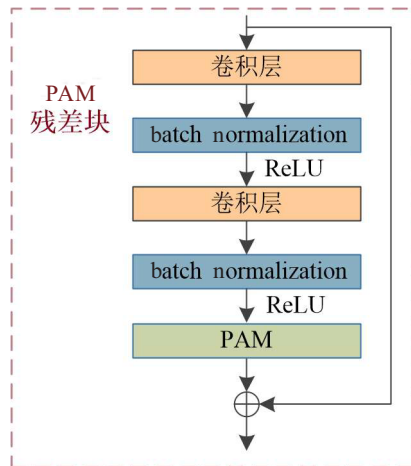 PAM
残差块
卷积层
batch normalization
ReLU
卷积层
batch normalization
ReLU
PAM